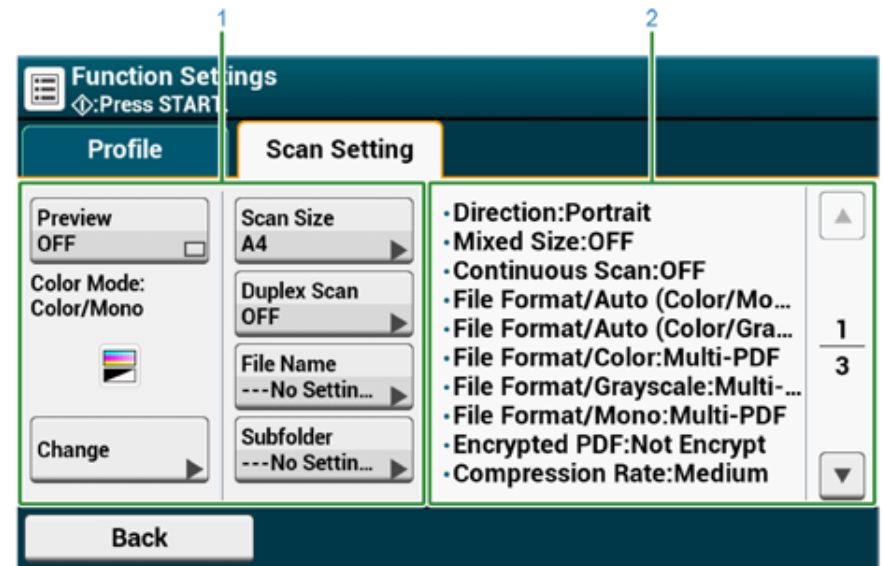 1
2
Function Settings
:Press START.
Profile
Scan Setting
Preview
OFF
Color Mode:
Color/Mono
Change
Scan Size
A4
Duplex Scan
OFF
File Name
---No Settin...
Subfolder
---No Settin...
・Direction:Portrait
・Mixed Size:OFF
・Continuous Scan:OFF
・File Format/Auto (Color/Mo...
・File Format/Auto (Color/Gra...
・File Format/Color:Multi-PDF
・File Format/Grayscale:Multi-...
・File Format/Mono:Multi-PDF
・Encrypted PDF:Not Encrypt
・Compression Rate:Medium
1
3
Back